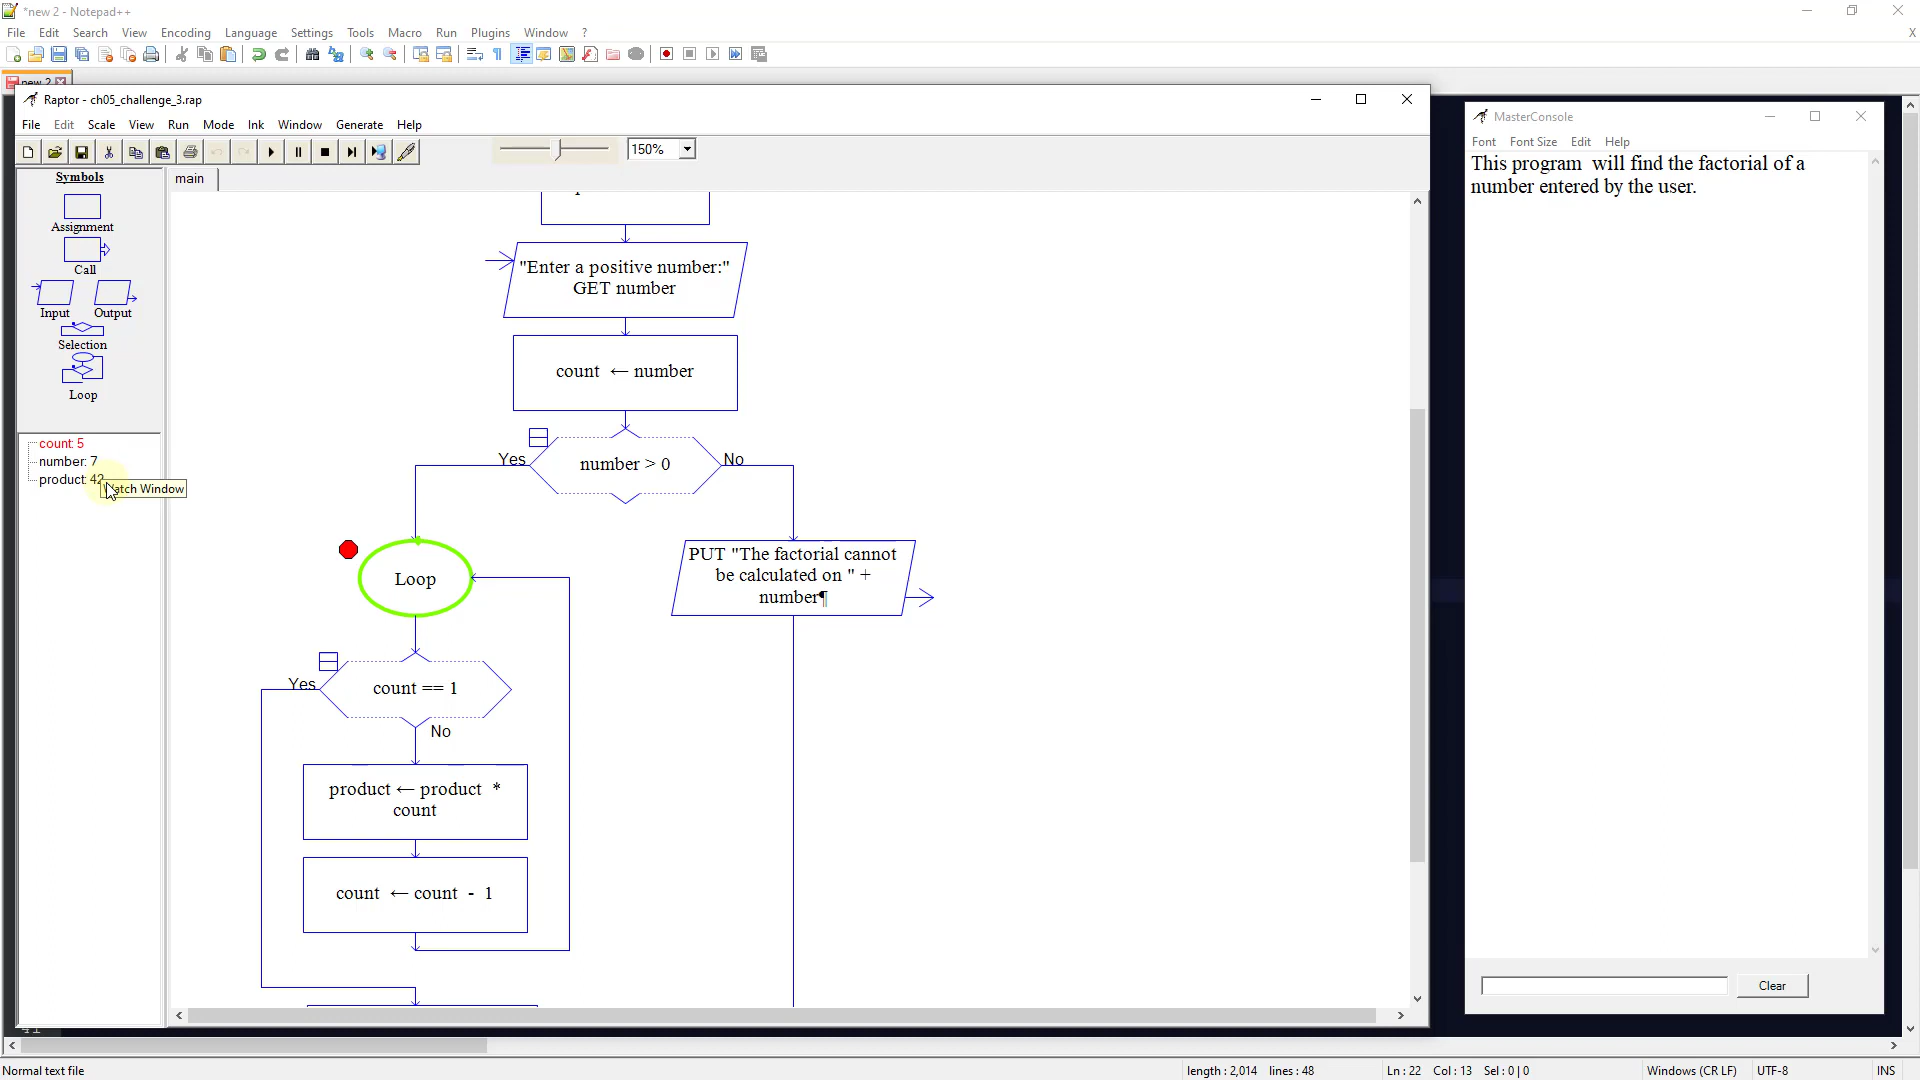 *new 2 - Notepad++
File Edit Search View Encoding Language Settings Tools Macro Run Plugins Window ? X
new 2
Raptor - ch05_challenge_3.rap
File Edit Scale View Run Mode Ink Window Generate Help
150%
Symbols
Assignment
Call
Input Output
Selection
Loop
count: 5
number: 7
product: 42
Watch Window
main
"Enter a positive number:"
GET number
count ← number
Yes
number > 0
No
Loop
PUT "The factorial cannot
be calculated on " +
number¶
Yes
count == 1
No
product ← product *
count
count ← count - 1
MasterConsole
Font Font Size Edit Help
This program will find the factorial of a
number entered by the user.
Clear
41
Normal text file
length : 2,014 lines : 48
Ln : 22 Col : 13 Sel : 0 | 0
Windows (CR LF) UTF-8 INS